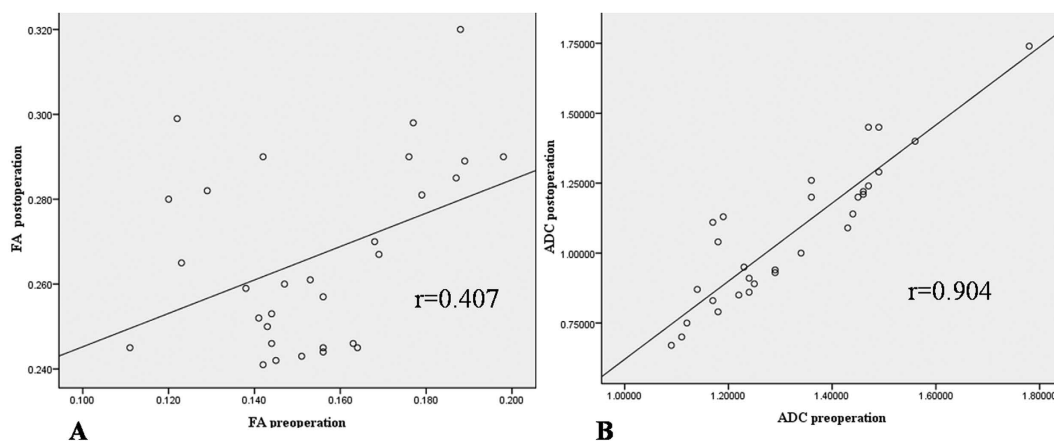 0.320
0.300
0.280
0.260
0.240
FA postoperation
r=0.407
0.100 0.120 0.140 0.160 0.180 0.200
FA preoperation
A
1.75000
1.50000
1.25000
1.00000
0.75000
ADC postoperation
r=0.904
1.00000 1.20000 1.40000 1.60000 1.80000
ADC preoperation
B